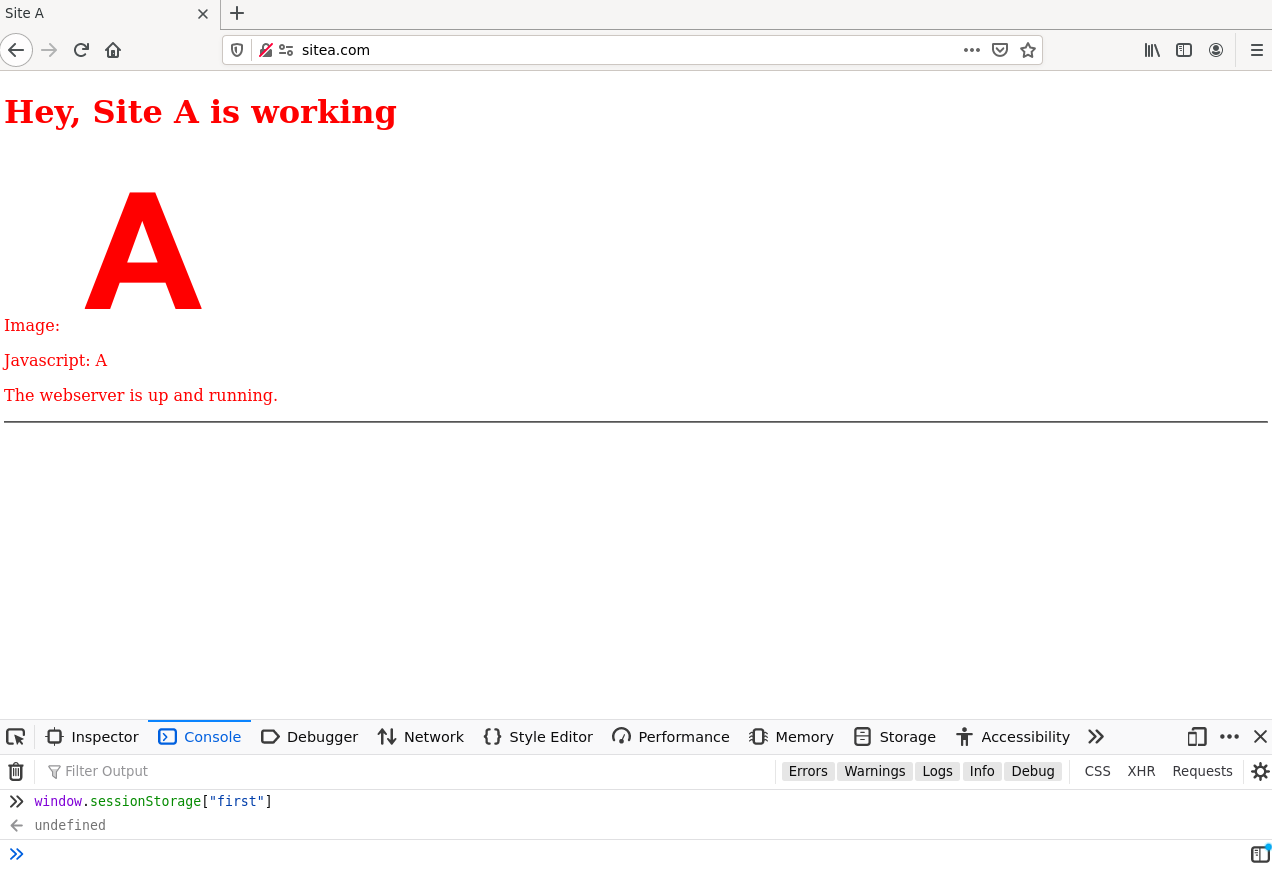 Site A
sitea.com
Hey, Site A is working
A
Image:
Javascript: A
The webserver is up and running.
Inspector Console Debugger Network Style Editor Performance Memory Storage Accessibility
Filter Output Errors Warnings Logs Info Debug CSS XHR Requests
window.sessionStorage["first"]
undefined